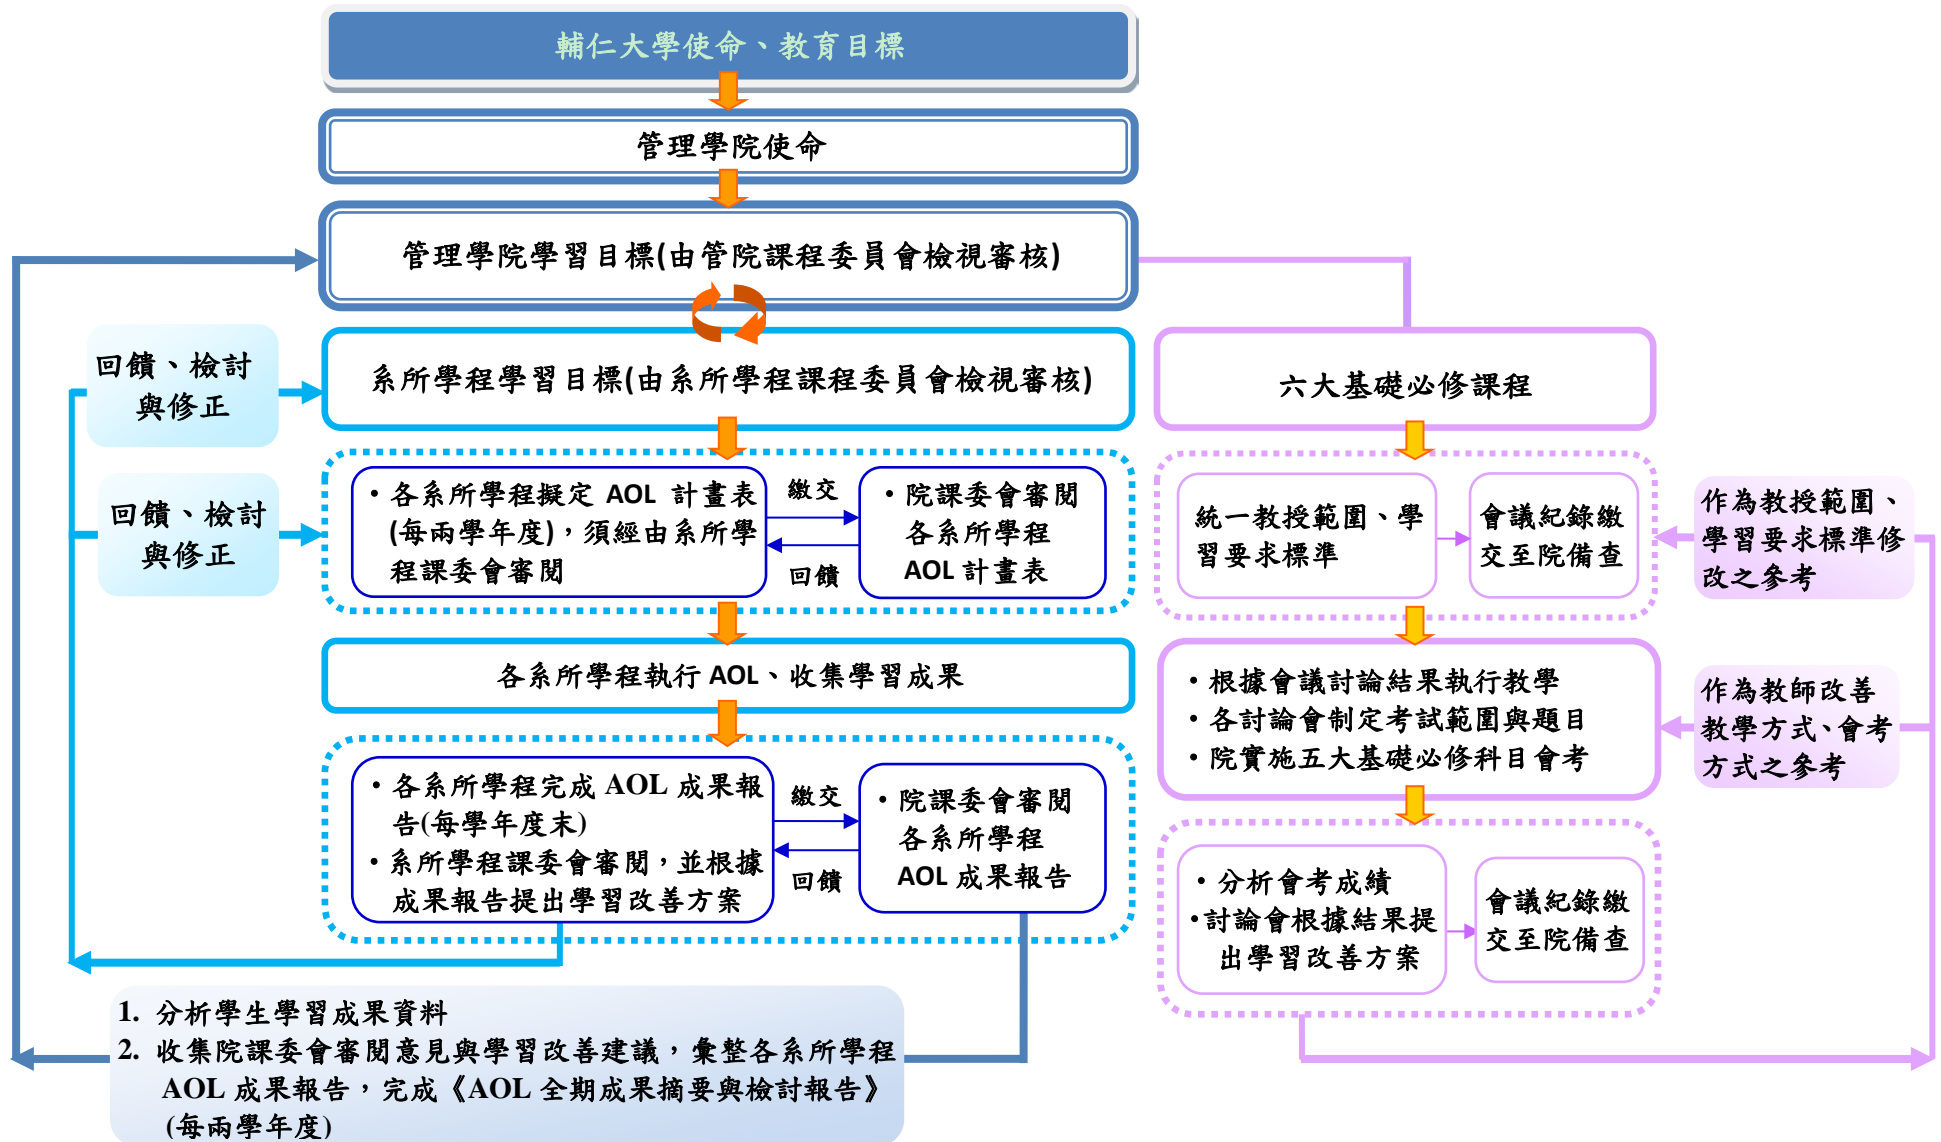 輔仁大學使命、教育目標
管理學院使命
管理學院學習目標(由管院課程委員會檢視審核)
回饋、檢討
與修正
系所學程學習目標(由系所學程課程委員會檢視審核)
六大基礎必修課程
回饋、檢討
與修正
・各系所學程擬定 AOL 計畫表
(每兩學年度)，須經由系所學
程課委會審閱
繳交
回饋
・院課委會審閱
各系所學程
AOL 計畫表
統一教授範圍、學
習要求標準
會議紀錄繳
交至院備查
作為教授範圍、
學習要求標準修
改之參考
各系所學程執行 AOL、收集學習成果
・根據會議討論結果執行教學
・各討論會制定考試範圍與題目
・院實施五大基礎必修科目會考
作為教師改善
教學方式、會考
方式之參考
・各系所學程完成 AOL 成果報
告(每學年度末)
・系所學程課委會審閱，並根據
成果報告提出學習改善方案
繳交
回饋
・院課委會審閱
各系所學程
AOL 成果報告
・分析會考成績
・討論會根據結果提
出學習改善方案
會議紀錄繳
交至院備查
1. 分析學生學習成果資料
2. 收集院課委會審閱意見與學習改善建議，彙整各系所學程
AOL 成果報告，完成《AOL 全期成果摘要與檢討報告》
(每兩學年度)